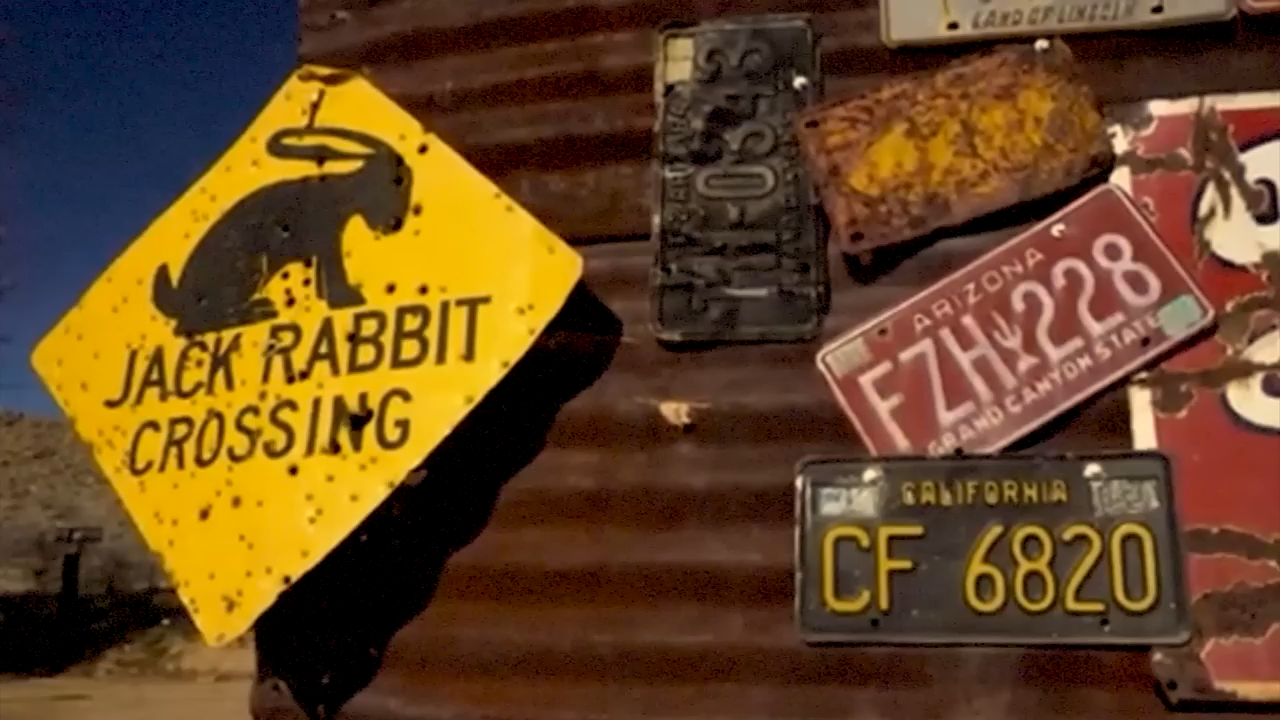 JACK RABBIT
CROSSING
LAND OF LINCOLN
ARIZONA
FZH 228
GRAND CANYON STATE
CALIFORNIA
CF 6820